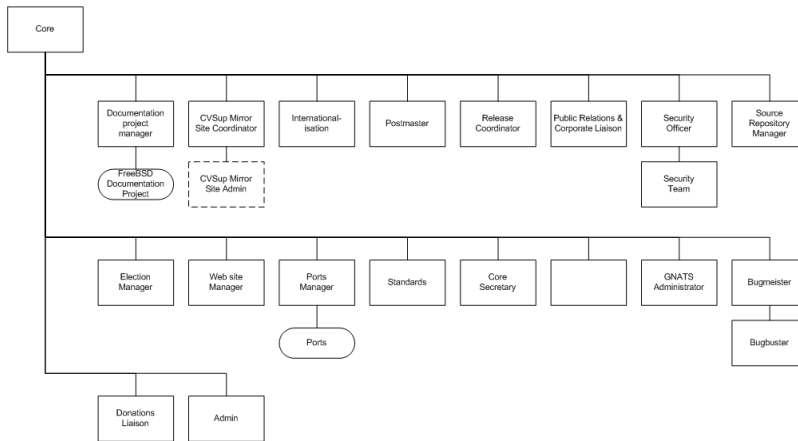 Core
Documentation
project
manager
CVSup Mirror
Site Coordinator
International-
isation
Postmaster
Release
Coordinator
Public Relations &
Corporate Liaison
Security
Officer
Source
Repository
Manager
FreeBSD
Documentation
Project
CVSup Mirror
Site Admin
Security
Team
Election
Manager
Web site
Manager
Ports
Manager
Standards
Core
Secretary
GNATS
Administrator
Bugmeister
Ports
Bugbuster
Donations
Liaison
Admin